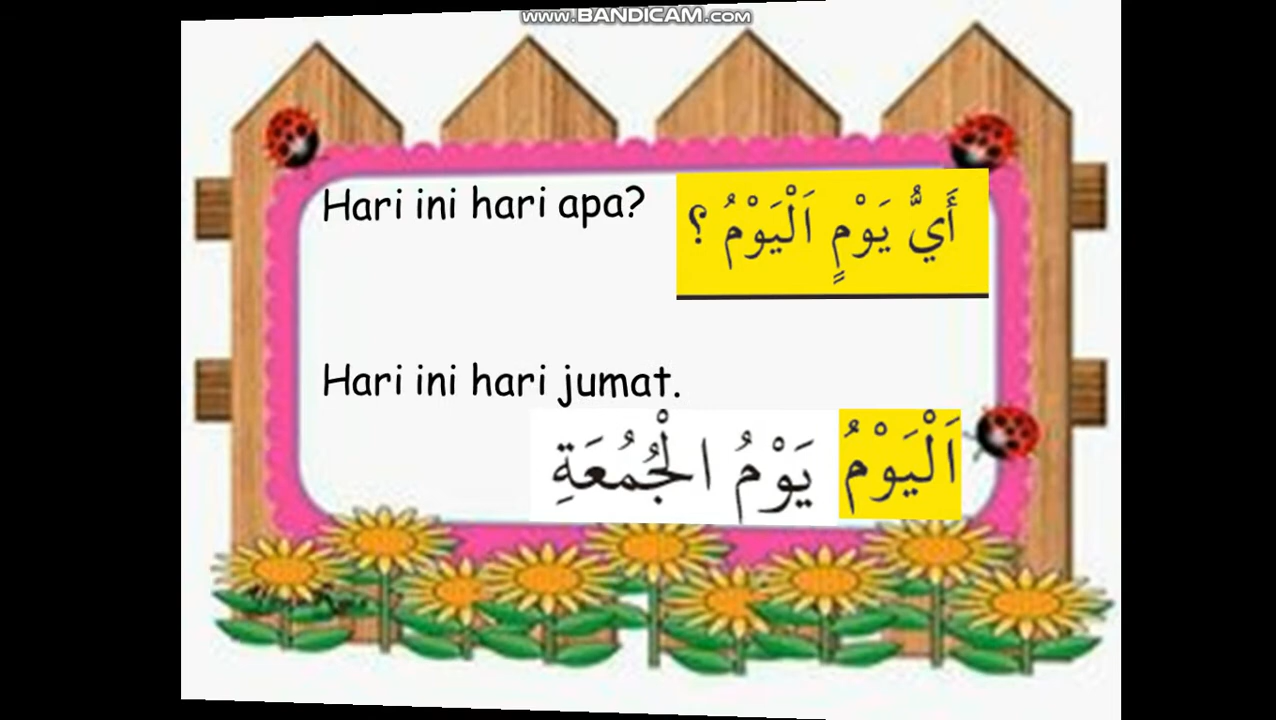 www.BANDICAM.com
Hari ini hari apa?
أَيُّ يَوْمٍ اَلْيَوْمُ ؟
Hari ini hari jumat.
اَلْيَوْمُ يَوْمُ الْجُمُعَةِ